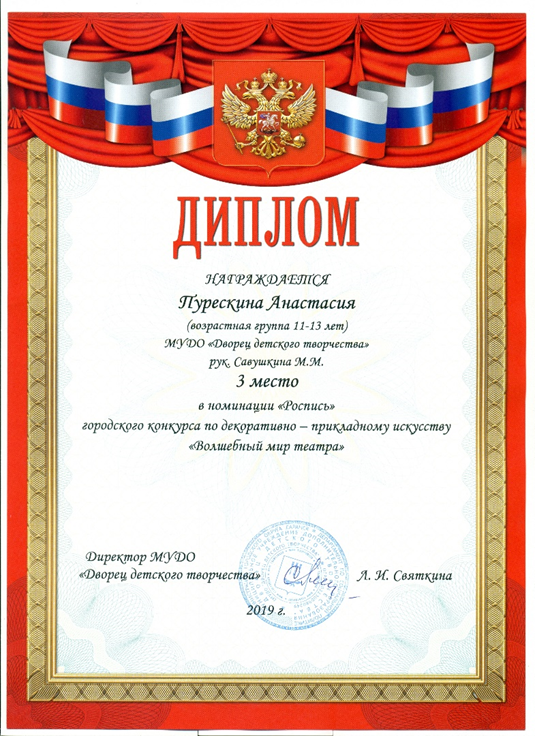 ДИПЛОМ
НАГРАЖДАЕТСЯ
Пурескина Анастасия
(возрастная группа 11-13 лет)
МУДО «Дворец детского творчества»
рук. Савушкина М.М.
3 место
в номинации «Роспись»
городского конкурса по декоративно – прикладному искусству
«Волшебный мир театра»
Директор МУДО
«Дворец детского творчества» Л. И. Святкина
2019 г.